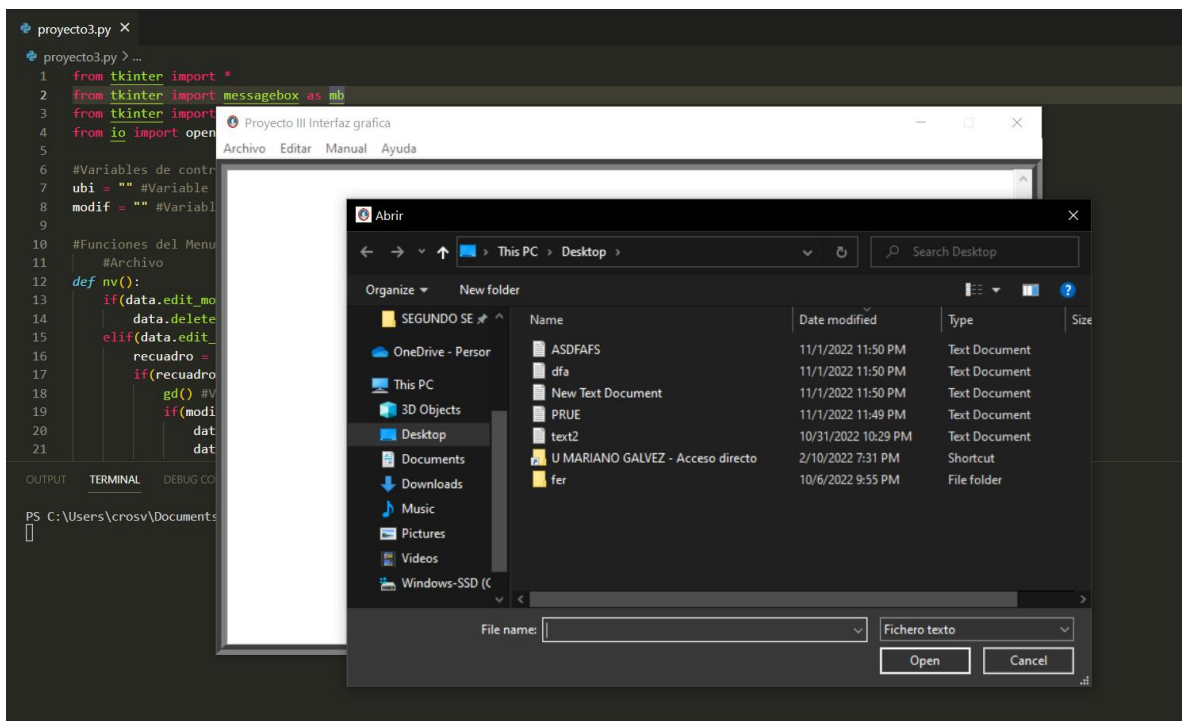 proyecto3.py ×
proyecto3.py > ...
1 from tkinter import *
2 from tkinter import messagebox as mb
3 from tkinter import
4 from io import open
5
6 #Variables de contr
7 ubi = "" #Variable
8 modif = "" #Variabl
9
10 #Funciones del Menu
11 #Archivo
12 def nv():
13 if(data.edit_mo
14 data.delete
15 elif(data.edit_
16 recuadro =
17 if(recuadro
18 gd() #V
19 if(modi
20 dat
21 dat
OUTPUT TERMINAL DEBUG CO
PS C:\Users\crosv\Documents
Proyecto III Interfaz grafica
Archivo Editar Manual Ayuda
Abrir
This PC > Desktop >
Search Desktop
Organize New folder
SEGUNDO SE
OneDrive - Persor
This PC
3D Objects
Desktop
Documents
Downloads
Music
Pictures
Videos
Windows-SSD (C
Name Date modified Type Size
ASDFAFS 11/1/2022 11:50 PM Text Document
dfa 11/1/2022 11:50 PM Text Document
New Text Document 11/1/2022 11:50 PM Text Document
PRUE 11/1/2022 11:49 PM Text Document
text2 10/31/2022 10:29 PM Text Document
U MARIANO GALVEZ - Acceso directo 2/10/2022 7:31 PM Shortcut
fer 10/6/2022 9:55 PM File folder
File name: Fichero texto
Open Cancel